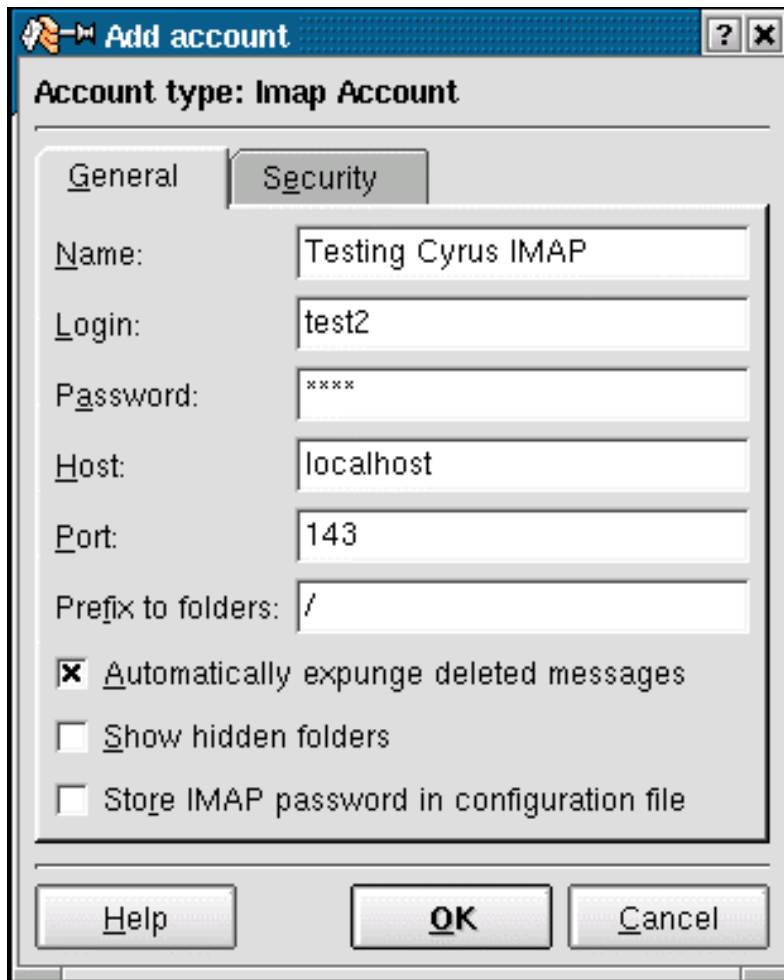 Add account
Account type: Imap Account
General Security
Name: Testing Cyrus IMAP
Login: test2
Password: ****
Host: localhost
Port: 143
Prefix to folders: /
Automatically expunge deleted messages
Show hidden folders
Store IMAP password in configuration file
Help OK Cancel